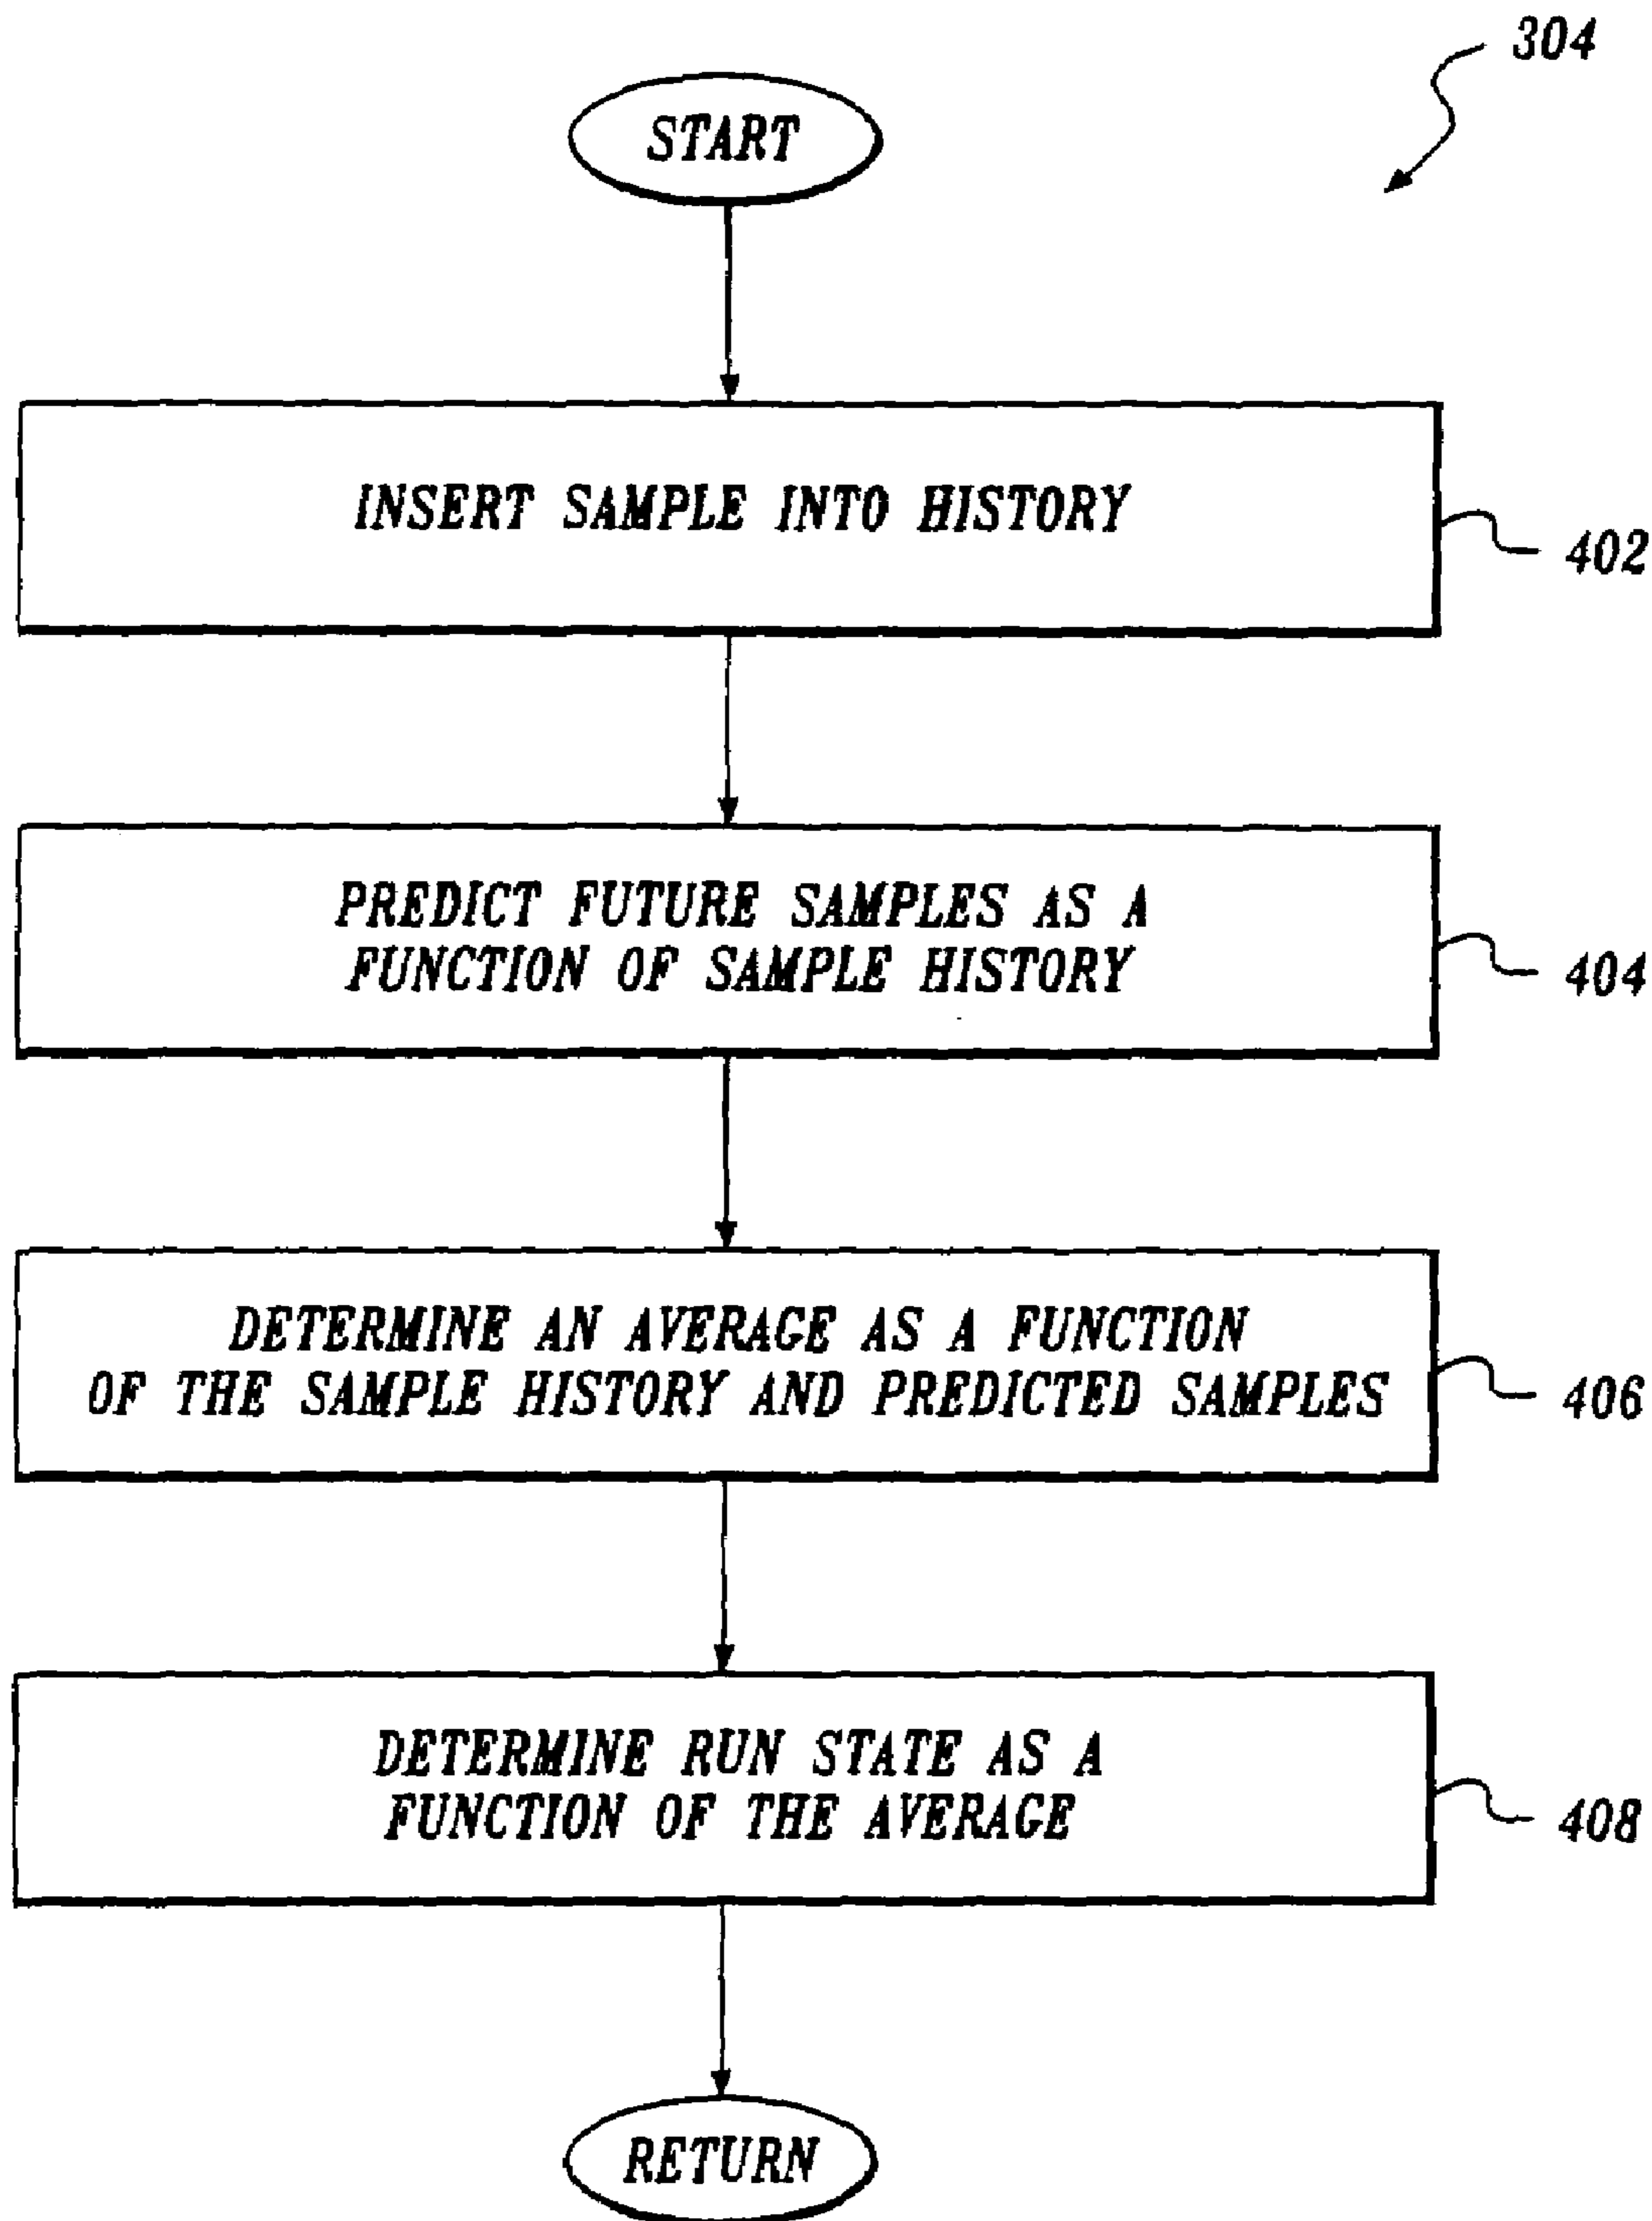 304
START
INSERT SAMPLE INTO HISTORY
402
PREDICT FUTURE SAMPLES AS A
FUNCTION OF SAMPLE HISTORY
404
DETERMINE AN AVERAGE AS A FUNCTION
OF THE SAMPLE HISTORY AND PREDICTED SAMPLES
406
DETERMINE RUN STATE AS A
FUNCTION OF THE AVERAGE
408
RETURN